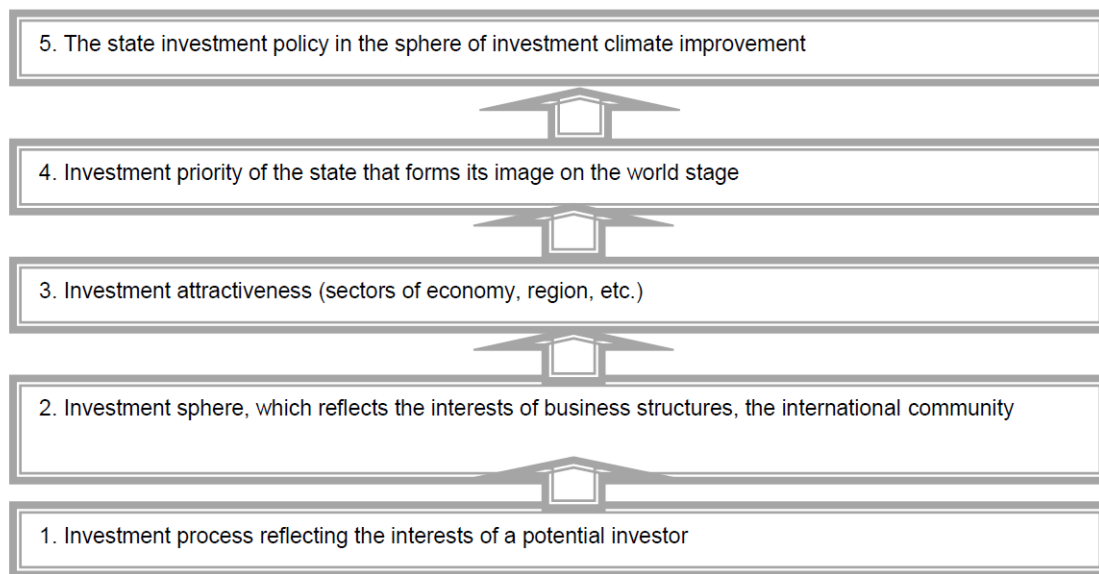 5. The state investment policy in the sphere of investment climate improvement
4. Investment priority of the state that forms its image on the world stage
3. Investment attractiveness (sectors of economy, region, etc.)
2. Investment sphere, which reflects the interests of business structures, the international community
1. Investment process reflecting the interests of a potential investor